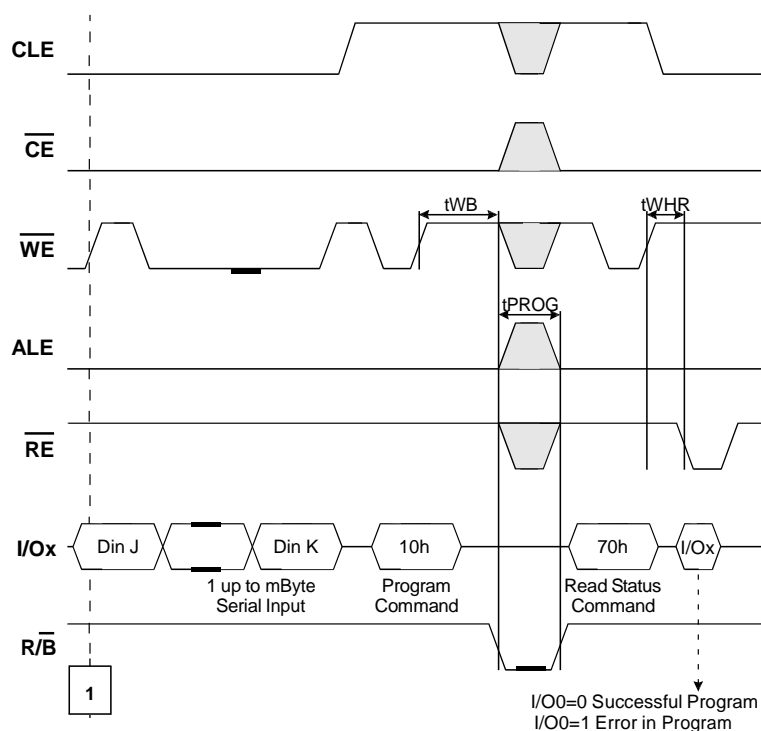 CLE
CE
tWB
tWHR
WE
tPROG
ALE
RE
I/Ox
Din J
Din K
10h
70h
I/Ox
1 up to mByte
Serial Input
Program
Command
Read Status
Command
R/B
1
I/O0=0 Successful Program
I/O0=1 Error in Program